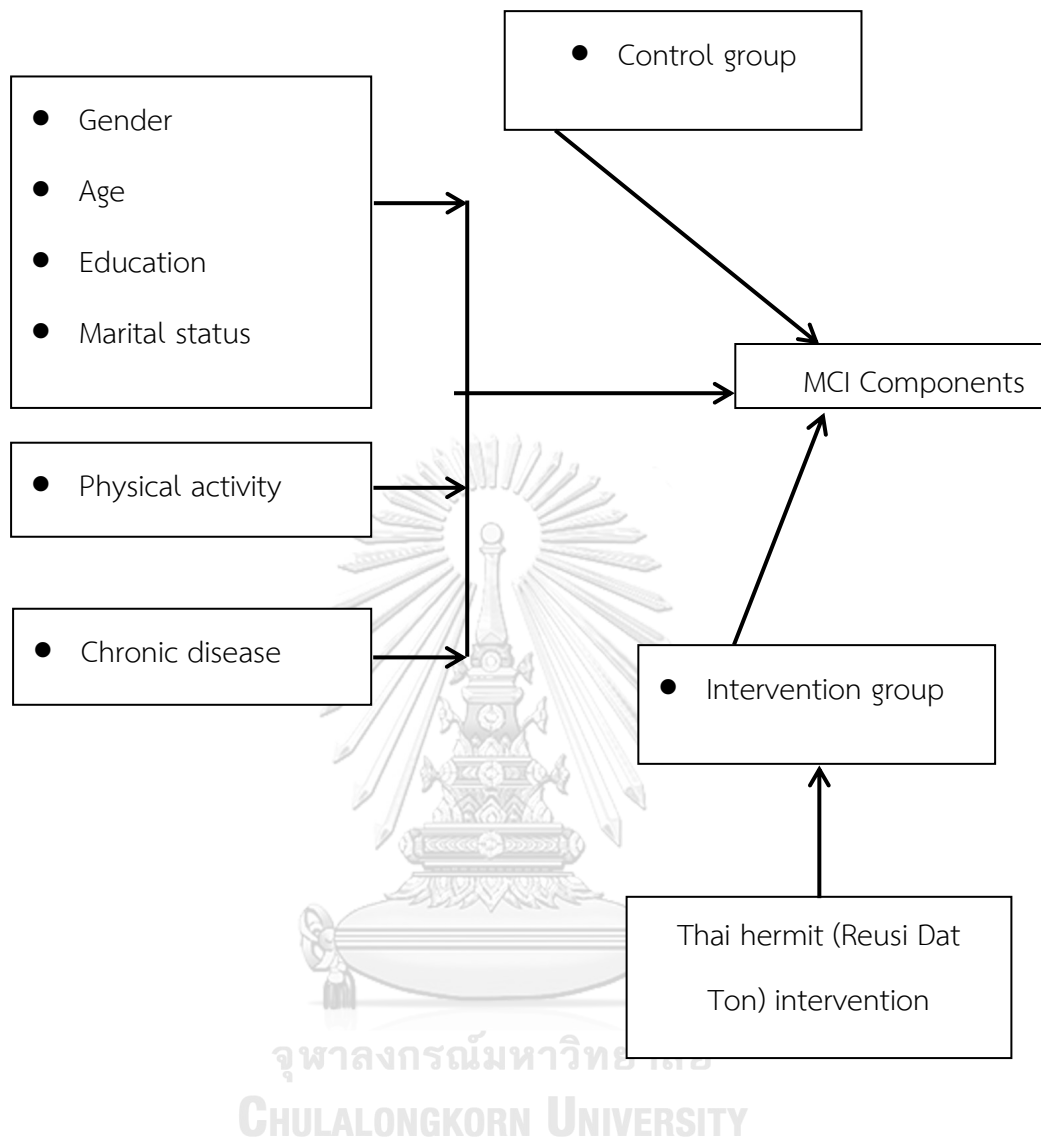 Control group
Gender
Age
Education
Marital status
MCI Components
Physical activity
Chronic disease
Intervention group
Thai hermit (Reusi Dat
Ton) intervention
จุฬาลงกรณ์มหาวิทยาลัย
CHULALONGKORN UNIVERSITY